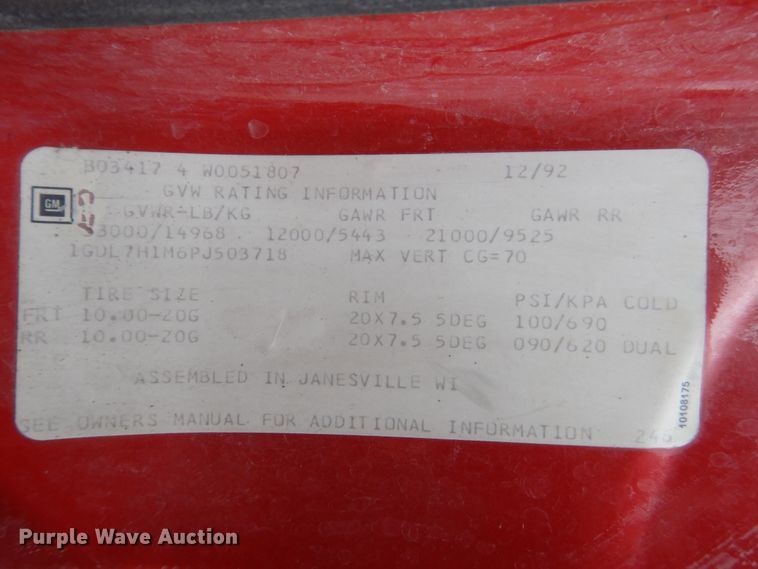 B03417 4 W0051807 12/92
GVW RATING INFORMATION
GM GVWR-LB/KG GAWR FRT GAWR RR
3000/14968 12000/5443 21000/9525
1GDL7H1M6PJ503718 MAX VERT CG=70
TIRE SIZE RIM PSI/KPA COLD
FRT 10.00-20G 20X7.5 5DEG 100/690
RR 10.00-20G 20X7.5 5DEG 090/620 DUAL
ASSEMBLED IN JANESVILLE WI
SEE OWNERS MANUAL FOR ADDITIONAL INFORMATION
10108175
Purple Wave Auction